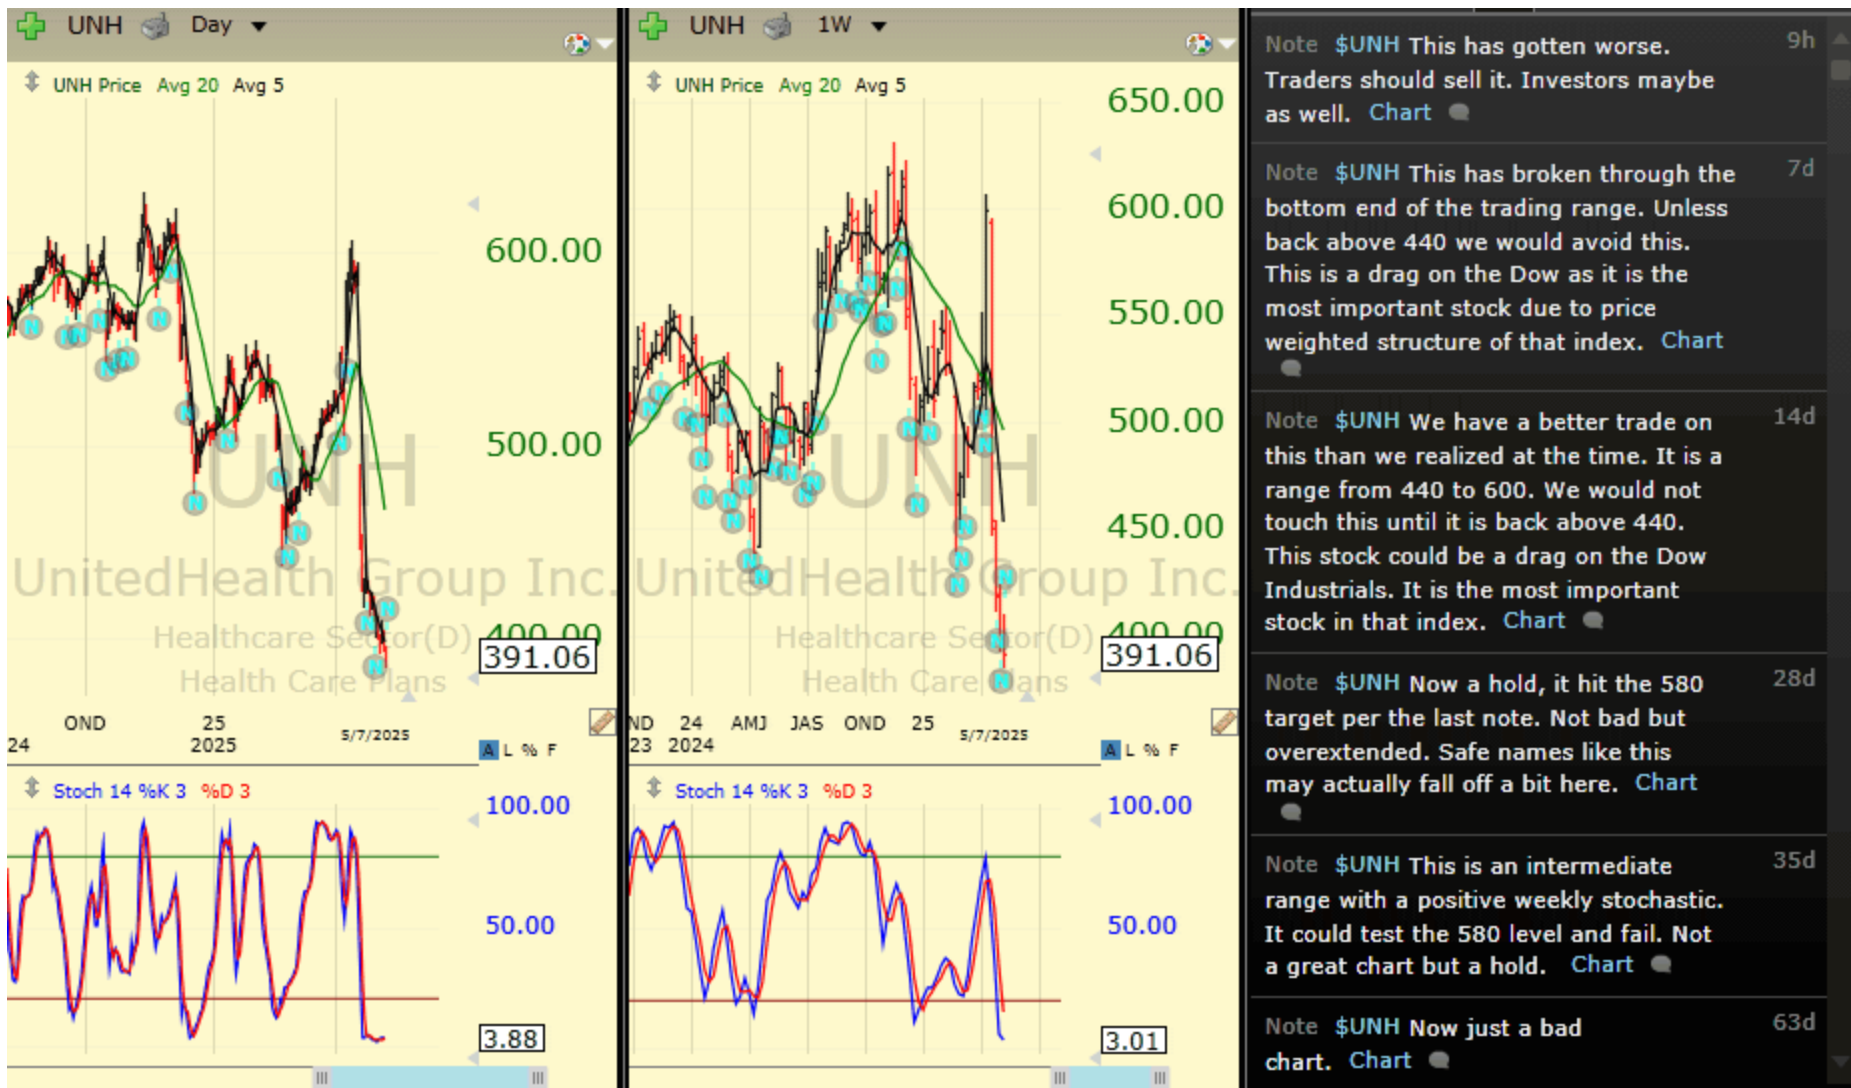 UNH Day
UNH Price Avg 20 Avg 5
600.00
500.00
400.00
391.06
UNH
UnitedHealth Group Inc.
Healthcare Sector(D)
Health Care Plans
OND 25
24 2025 5/7/2025
A L % F
Stoch 14 %K 3 %D 3
100.00
50.00
3.88
UNH 1W
UNH Price Avg 20 Avg 5
650.00
600.00
550.00
500.00
450.00
400.00
391.06
UNH
UnitedHealth Group Inc.
Healthcare Sector(D)
Health Care Plans
ND 24 AMJ JAS OND 25
23 2024 5/7/2025
A L % F
Stoch 14 %K 3 %D 3
100.00
50.00
3.01
Note $UNH This has gotten worse. 9h
Traders should sell it. Investors maybe
as well. Chart
Note $UNH This has broken through the 7d
bottom end of the trading range. Unless
back above 440 we would avoid this.
This is a drag on the Dow as it is the
most important stock due to price
weighted structure of that index. Chart
Note $UNH We have a better trade on 14d
this than we realized at the time. It is a
range from 440 to 600. We would not
touch this until it is back above 440.
This stock could be a drag on the Dow
Industrials. It is the most important
stock in that index. Chart
Note $UNH Now a hold, it hit the 580 28d
target per the last note. Not bad but
overextended. Safe names like this
may actually fall off a bit here. Chart
Note $UNH This is an intermediate 35d
range with a positive weekly stochastic.
It could test the 580 level and fail. Not
a great chart but a hold. Chart
Note $UNH Now just a bad 63d
chart. Chart